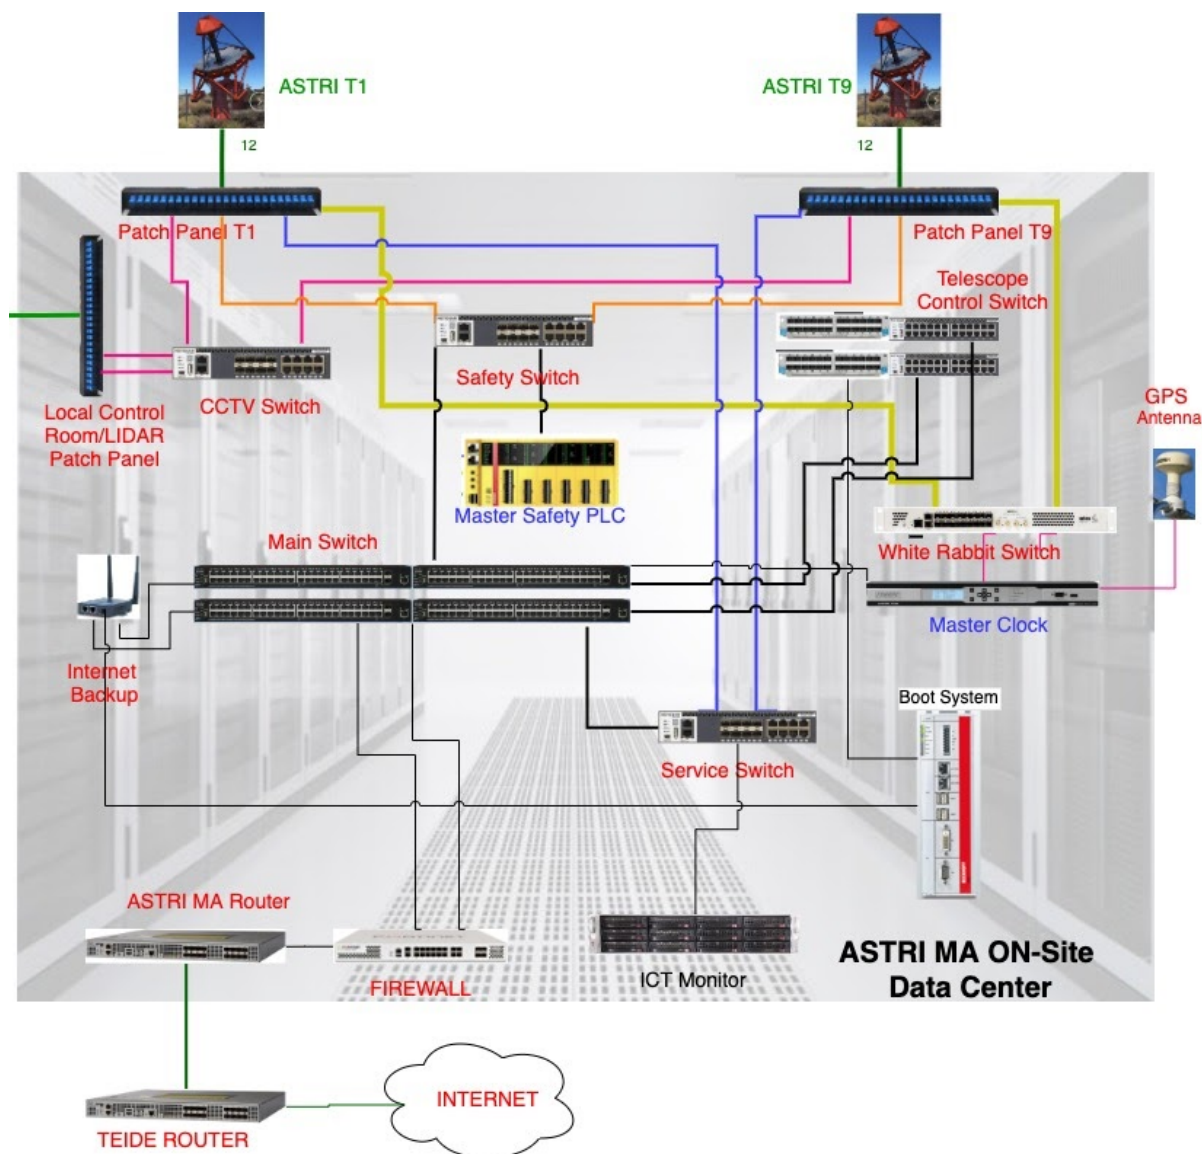 ASTRI T1
ASTRI T9
12
12
Patch Panel T1
Patch Panel T9
Telescope
Control Switch
Safety Switch
CCTV Switch
GPS
Antenna
Local Control
Room/LIDAR
Patch Panel
Master Safety PLC
Main Switch
White Rabbit Switch
Master Clock
Internet
Backup
Boot System
Service Switch
ASTRI MA Router
FIREWALL
ICT Monitor
ASTRI MA ON-Site
Data Center
INTERNET
TEIDE ROUTER